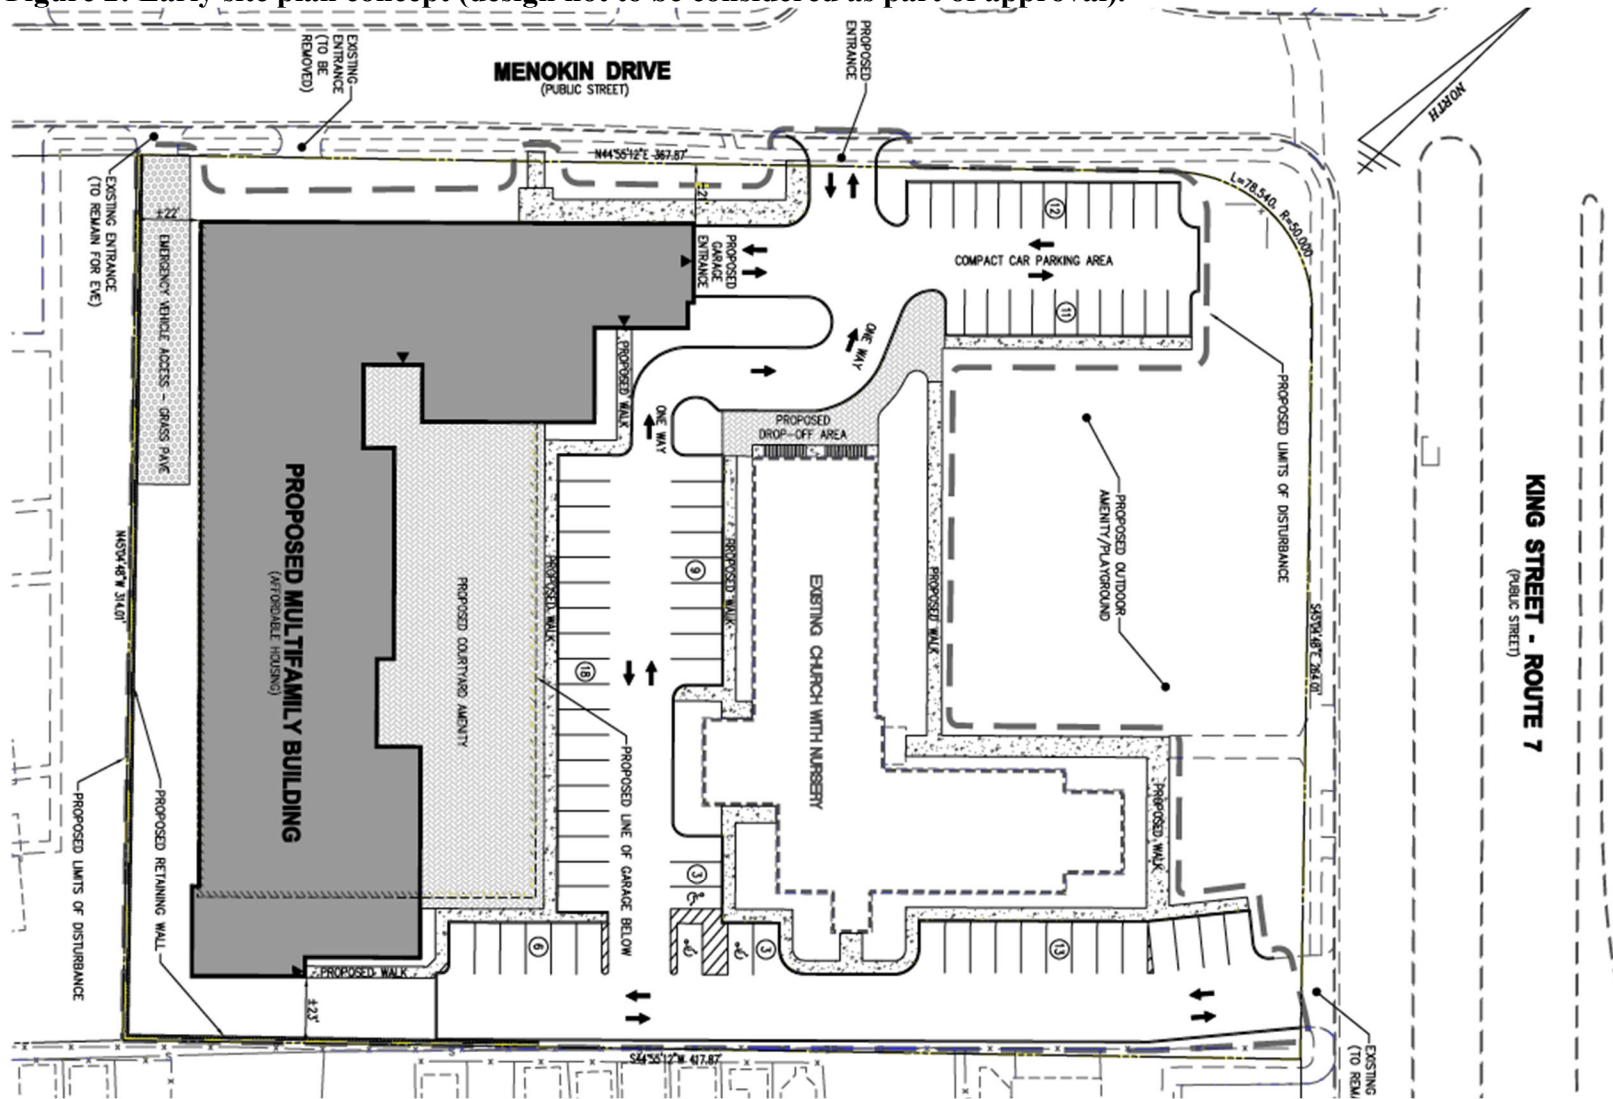 Figure 2: Early site plan concept (design not to be considered as part of approval).
EXISTING
ENTRANCE
(TO BE
REMOVED)
MENOKIN DRIVE
(PUBLIC STREET)
PROPOSED
ENTRANCE
NORTH
N44°55'12"E 367.87'
L=78.540, R=50.000
EXISTING ENTRANCE
(TO REMAIN FOR EVE)
±22'
EMERGENCY VEHICLE ACCESS - GRASS PAVE
PROPOSED
GARAGE
ENTRANCE
12
COMPACT CAR PARKING AREA
11
ONE WAY
PROPOSED WALK
ONE WAY
PROPOSED
DROP-OFF AREA
PROPOSED LIMITS OF DISTURBANCE
PROPOSED OUTDOOR
AMENITY/PLAYGROUND
KING STREET - ROUTE 7
(PUBLIC STREET)
PROPOSED MULTIFAMILY BUILDING
(AFFORDABLE HOUSING)
PROPOSED COURTYARD AMENITY
PROPOSED WALK
9
PROPOSED WALK
EXISTING CHURCH WITH NURSERY
PROPOSED WALK
18
N45°04'48"W 314.01'
S45°04'48"E 264.01'
PROPOSED LIMITS OF DISTURBANCE
PROPOSED RETAINING WALL
PROPOSED LINE OF GARAGE BELOW
PROPOSED WALK
3
6
3
13
PROPOSED WALK
±23'
S44°55'12"W 417.87'
EXISTING
(TO REMA